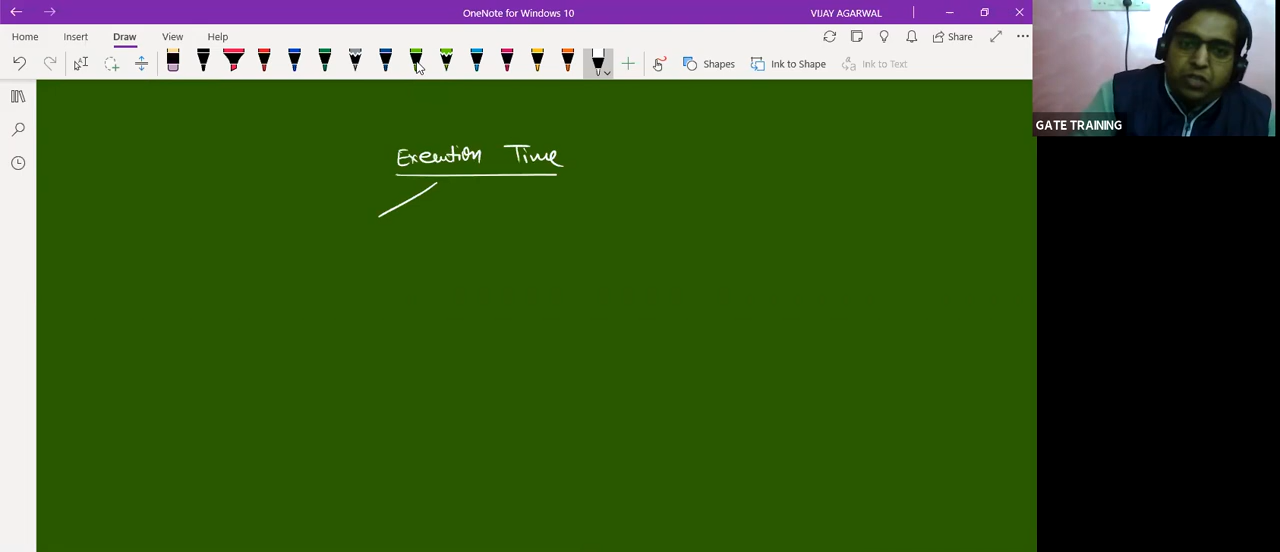 OneNote for Windows 10
VIJAY AGARWAL
Home Insert Draw View Help
Share
Shapes Ink to Shape Ink to Text
GATE TRAINING
Execution Time